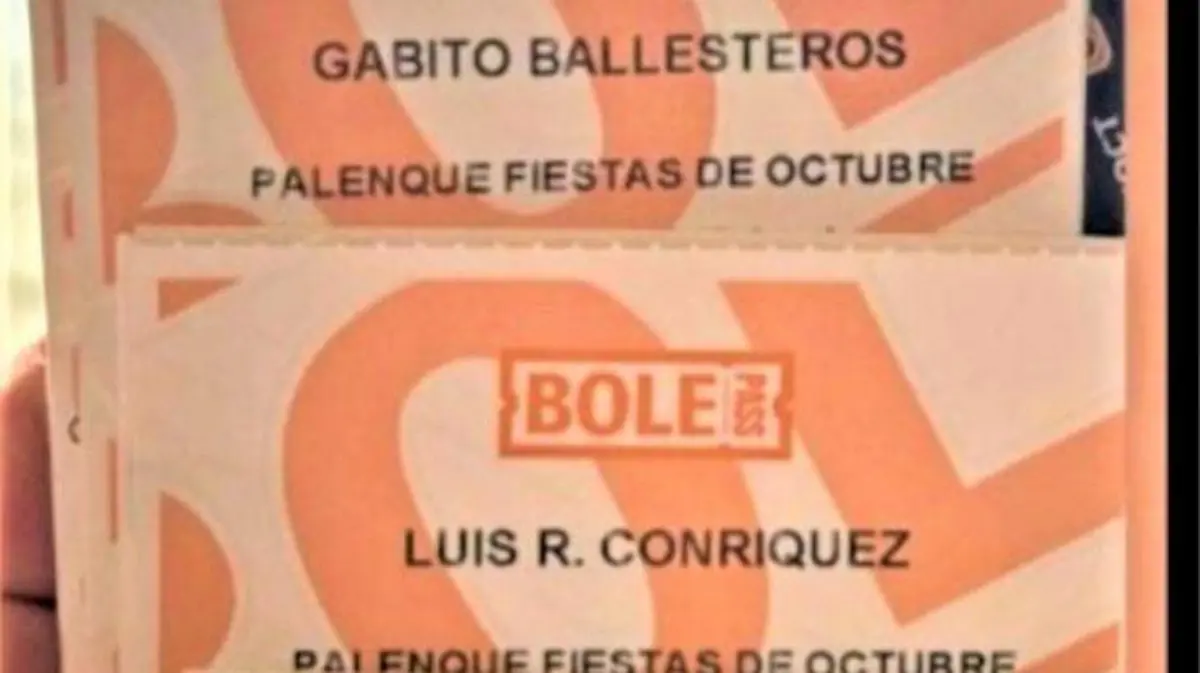 GABITO BALLESTEROS
PALENQUE FIESTAS DE OCTUBRE
BOLE PASS
LUIS R. CONRIQUEZ
PALENQUE FIESTAS DE OCTUBRE